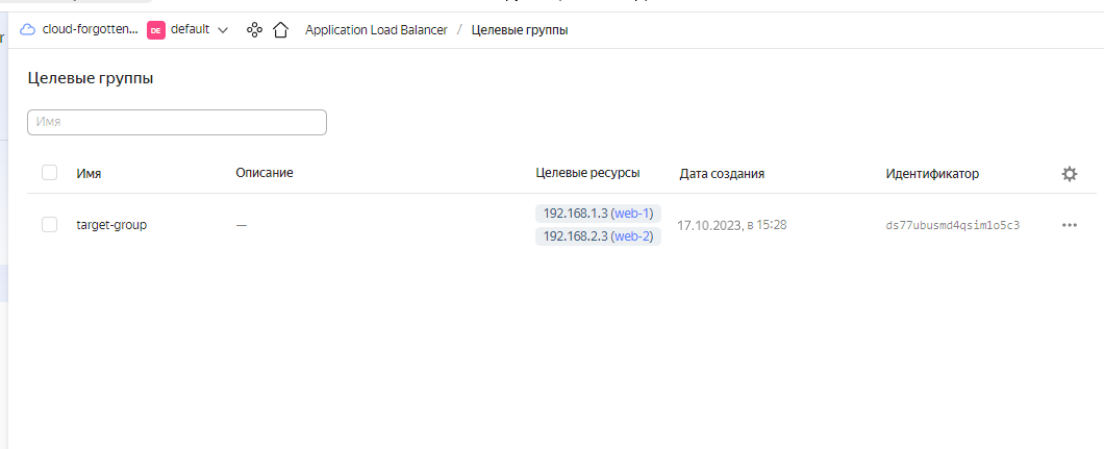 cloud-forgotten... DE default Application Load Balancer / Целевые группы
Целевые группы
Имя
Имя Описание Целевые ресурсы Дата создания Идентификатор
target-group — 192.168.1.3 (web-1) 17.10.2023, в 15:28 ds77ubusmd4qsim1o5c3
192.168.2.3 (web-2)